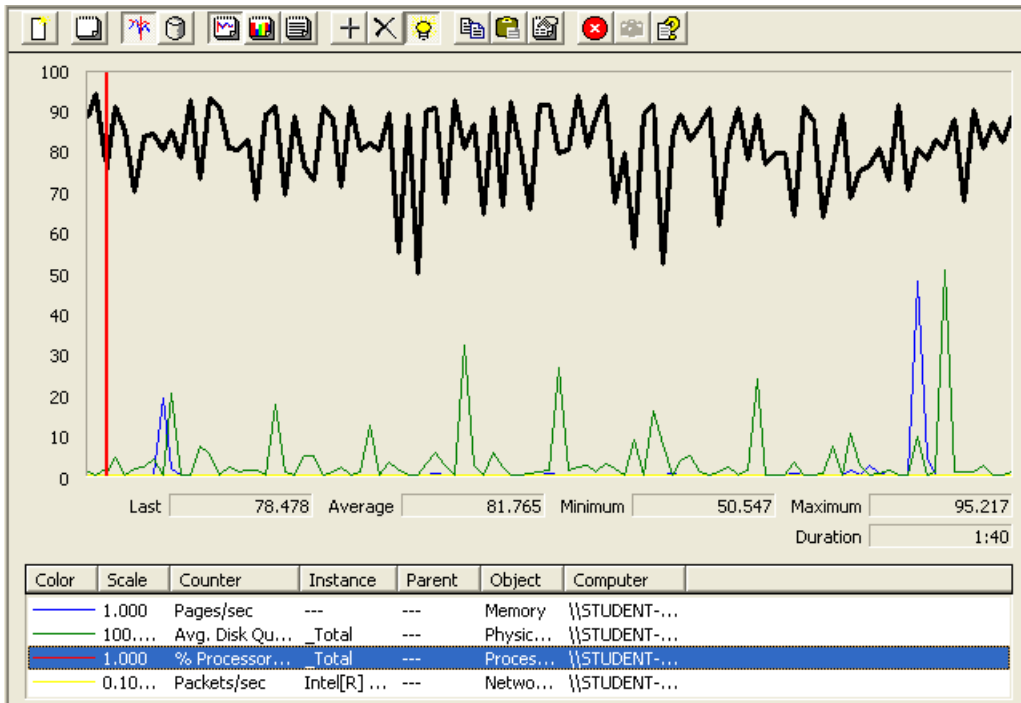 100
90
80
70
60
50
40
30
20
10
0
Last 78.478 Average 81.765 Minimum 50.547 Maximum 95.217
Duration 1:40
Color Scale Counter Instance Parent Object Computer
1.000 Pages/sec --- --- Memory \\STUDENT-...
100.... Avg. Disk Qu... _Total --- Physic... \\STUDENT-...
1.000 % Processor... _Total --- Proces... \\STUDENT-...
0.10... Packets/sec Intel[R] ... --- Netwo... \\STUDENT-...